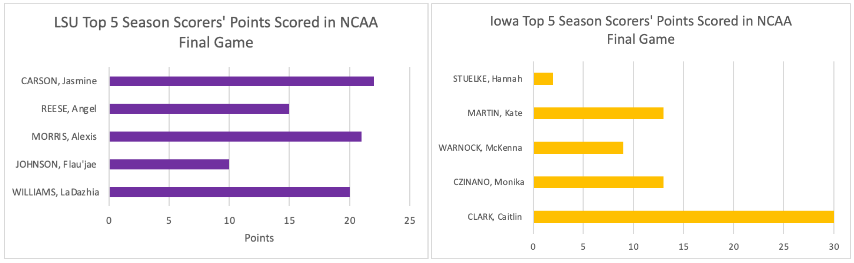 LSU Top 5 Season Scorers' Points Scored in NCAA
Final Game
CARSON, Jasmine
REESE, Angel
MORRIS, Alexis
JOHNSON, Flau'jae
WILLIAMS, LaDazhia
0 5 10 15 20 25
Points
Iowa Top 5 Season Scorers' Points Scored in NCAA
Final Game
STUELKE, Hannah
MARTIN, Kate
WARNOCK, McKenna
CZINANO, Monika
CLARK, Caitlin
0 5 10 15 20 25 30